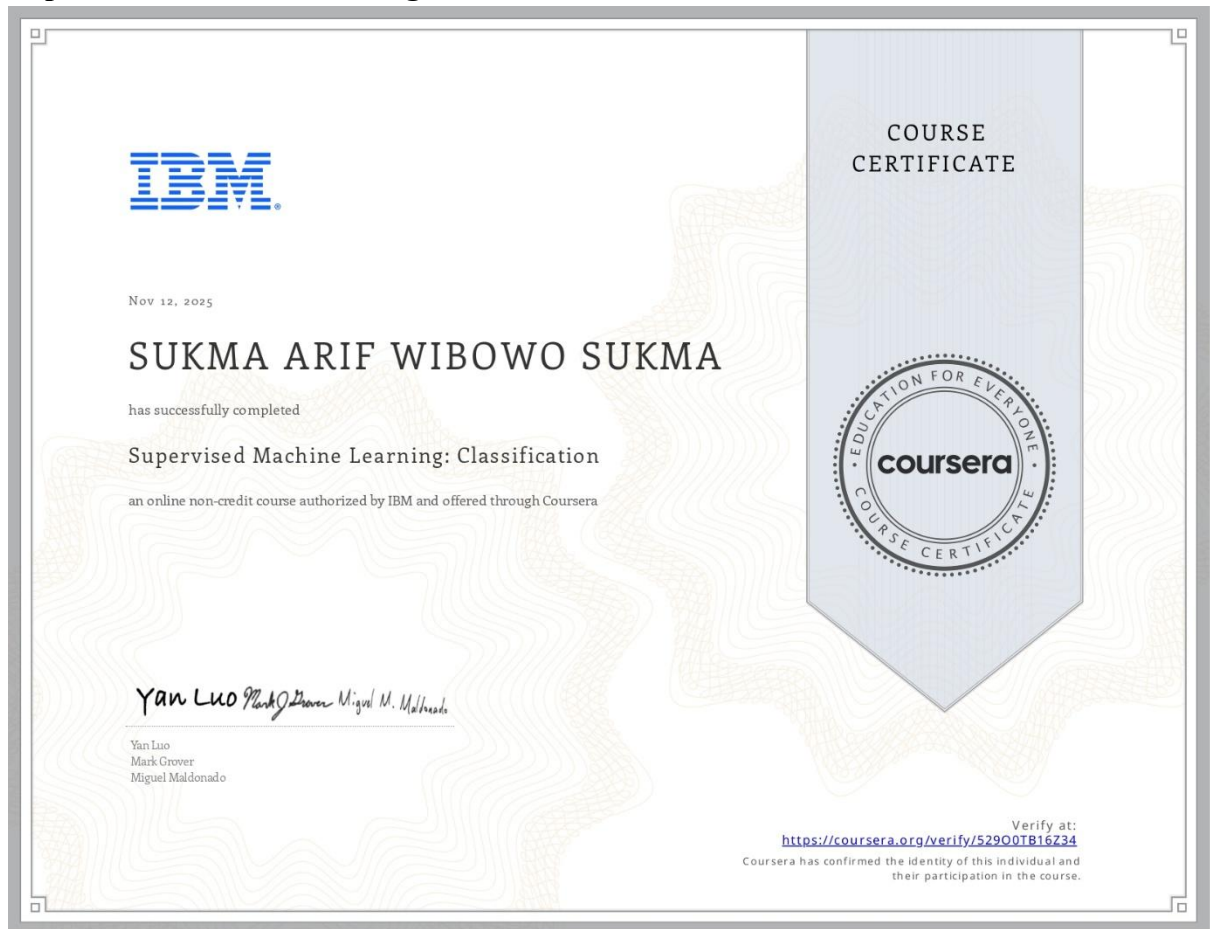 IBM®
COURSE
CERTIFICATE
Nov 12, 2025
SUKMA ARIF WIBOWO SUKMA
has successfully completed
Supervised Machine Learning: Classification
an online non-credit course authorized by IBM and offered through Coursera
EDUCATION FOR EVERYONE
coursera
COURSE CERTIFICATE
Yan Luo Mark J Grover Miguel M. Maldonado
Yan Luo
Mark Grover
Miguel Maldonado
Verify at:
https://coursera.org/verify/529O0TB16Z34
Coursera has confirmed the identity of this individual and
their participation in the course.